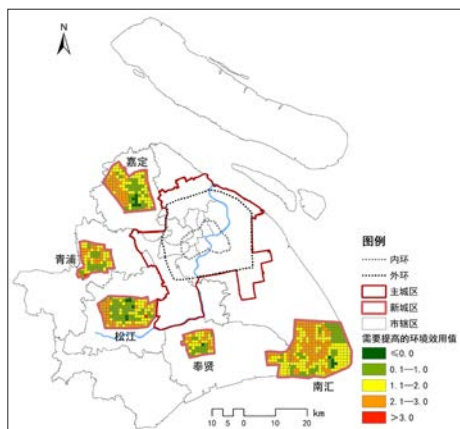 N
嘉定
青浦
松江
奉贤
南汇
图例
内环
外环
主城区
新城区
市辖区
需要提高的环境效用值
≤0.0
0.1—1.0
1.1—2.0
2.1—3.0
＞3.0
10 5 0 10 20
km